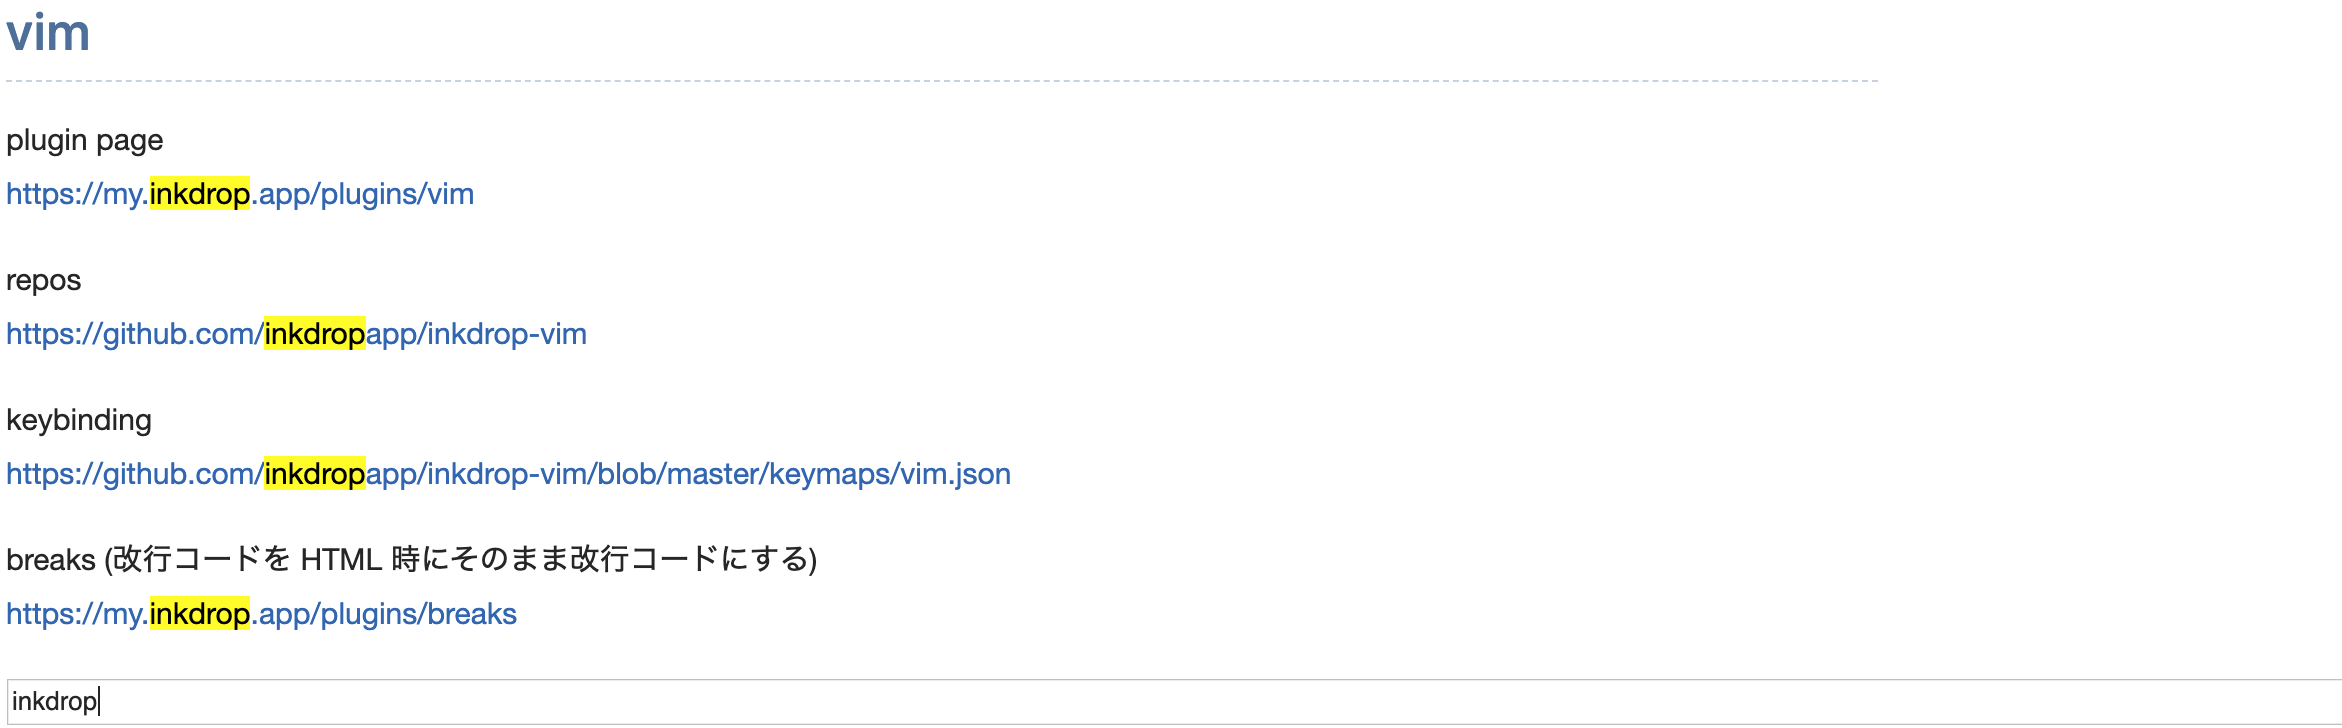 vim
plugin page
https://my.inkdrop.app/plugins/vim
repos
https://github.com/inkdropapp/inkdrop-vim
keybinding
https://github.com/inkdropapp/inkdrop-vim/blob/master/keymaps/vim.json
breaks (改行コードを HTML 時にそのまま改行コードにする)
https://my.inkdrop.app/plugins/breaks
inkdrop